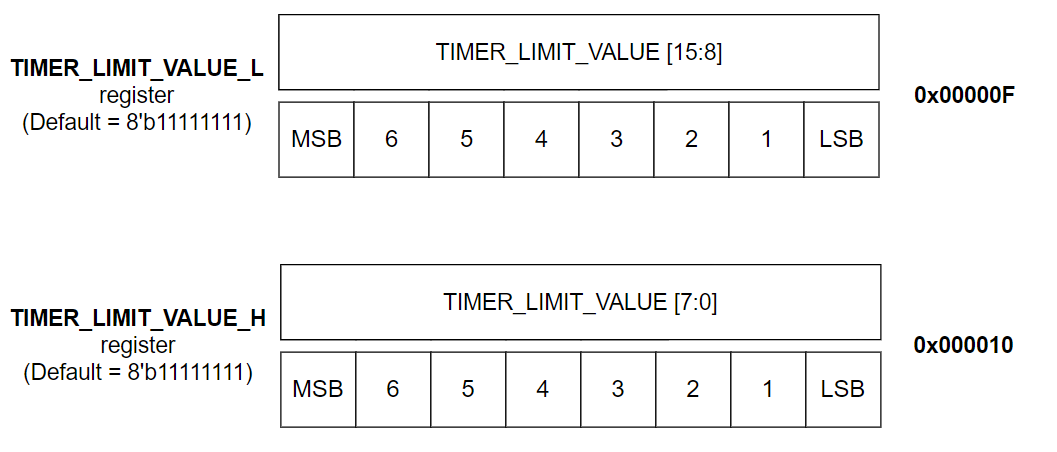 TIMER_LIMIT_VALUE [15:8]
TIMER_LIMIT_VALUE_L
register
(Default = 8'b11111111)
0x00000F
MSB 6 5 4 3 2 1 LSB
TIMER_LIMIT_VALUE [7:0]
TIMER_LIMIT_VALUE_H
register
(Default = 8'b11111111)
0x000010
MSB 6 5 4 3 2 1 LSB